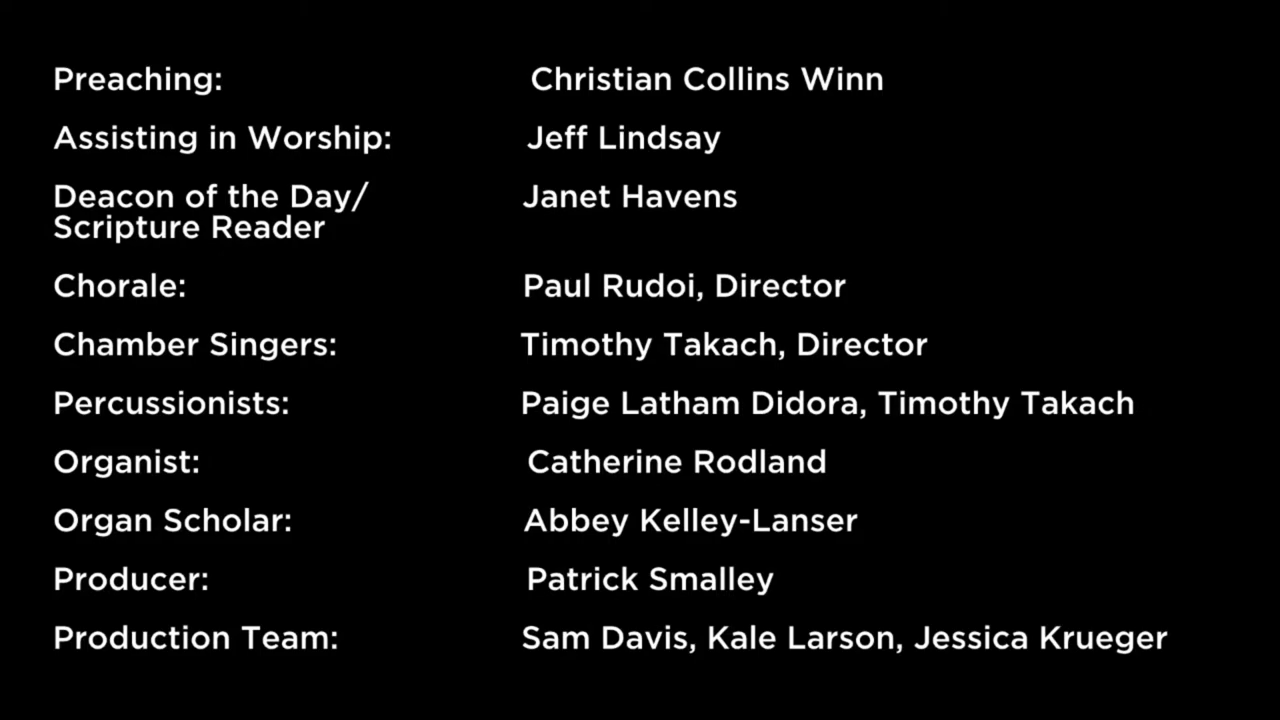 Preaching: Christian Collins Winn
Assisting in Worship: Jeff Lindsay
Deacon of the Day/ Janet Havens
Scripture Reader
Chorale: Paul Rudoi, Director
Chamber Singers: Timothy Takach, Director
Percussionists: Paige Latham Didora, Timothy Takach
Organist: Catherine Rodland
Organ Scholar: Abbey Kelley-Lanser
Producer: Patrick Smalley
Production Team: Sam Davis, Kale Larson, Jessica Krueger